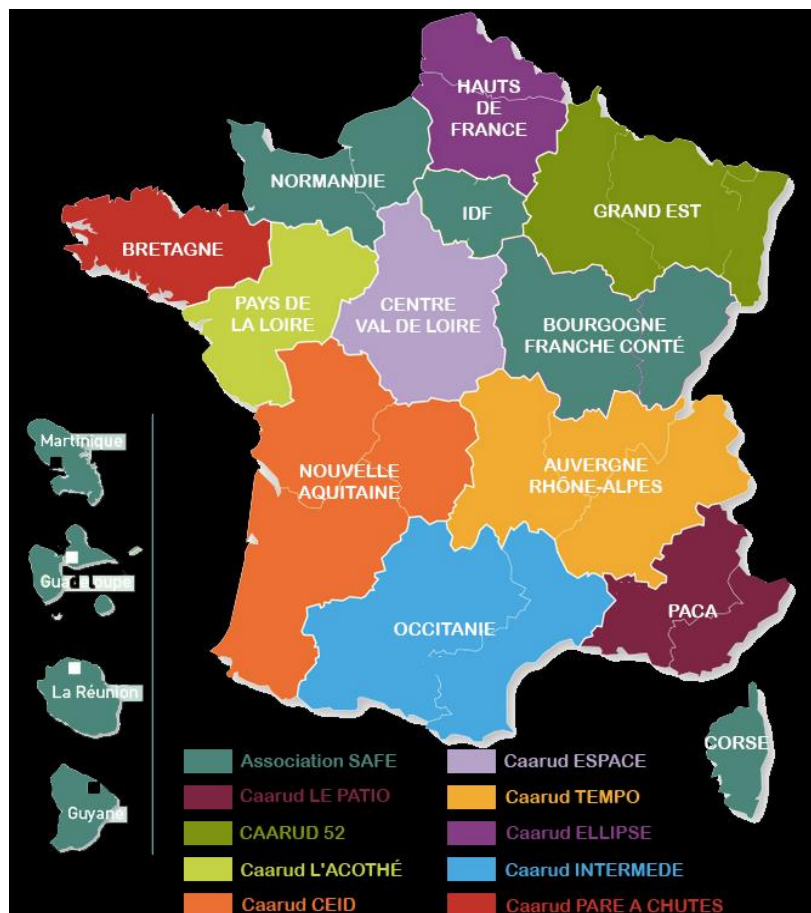 HAUTS
DE
FRANCE
NORMANDIE
IDF
GRAND EST
BRETAGNE
PAYS DE
LA LOIRE
CENTRE
VAL DE LOIRE
BOURGOGNE
FRANCHE CONTÉ
Martinique
NOUVELLE
AQUITAINE
AUVERGNE
RHÔNE-ALPES
Guadeloupe
OCCITANIE
PACA
La Réunion
CORSE
Guyane
Association SAFE
Caarud LE PATIO
CAARUD 52
Caarud L'ACOTHÉ
Caarud CEID
Caarud ESPACE
Caarud TEMPO
Caarud ELLIPSE
Caarud INTERMEDE
Caarud PARE A CHUTES